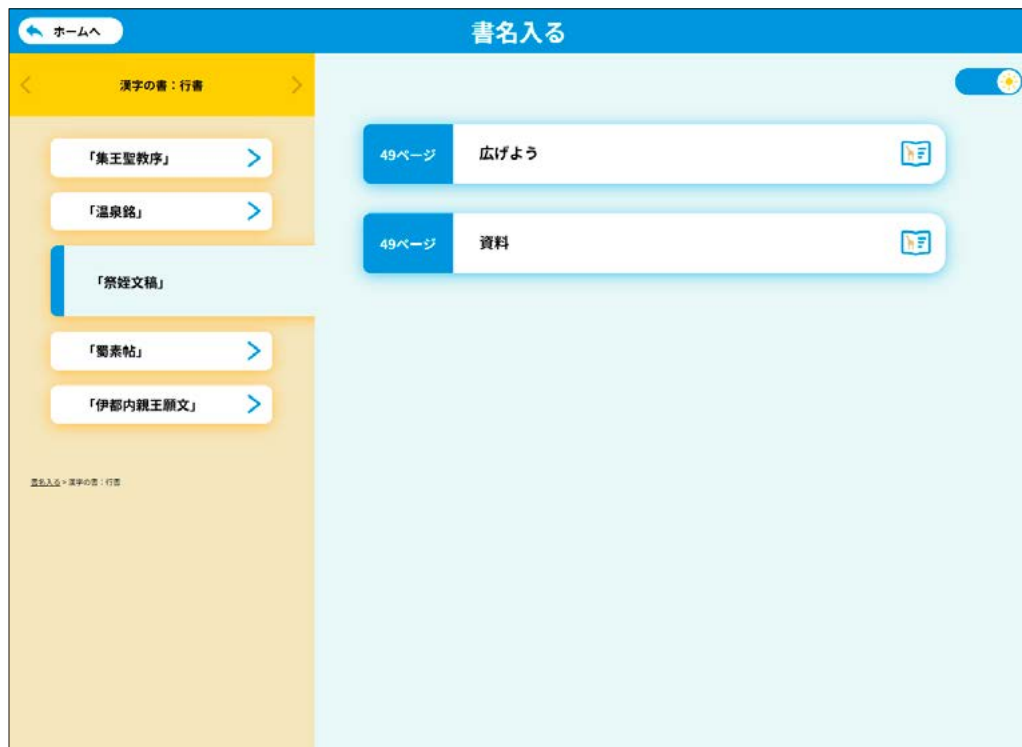 ホームへ
書名入る
漢字の書：行書
「集王聖教序」
「温泉銘」
「祭姪文稿」
「蜀素帖」
「伊都内親王願文」
書名入る > 漢字の書：行書
49ページ 広げよう
49ページ 資料